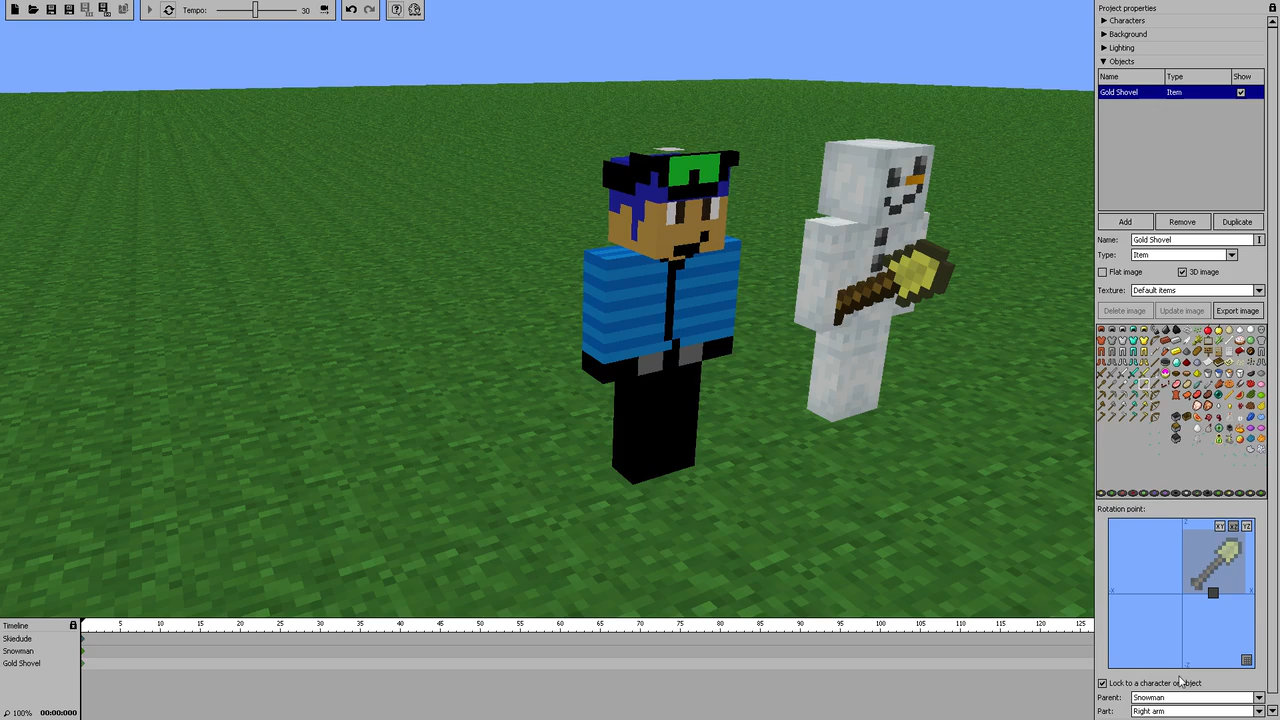 Tempo: 30
Project properties
Characters
Background
Lighting
Objects
Name Type Show
Gold Shovel Item
Add Remove Duplicate
Name: Gold Shovel
Type: Item
Flat image 3D image
Texture: Default items
Delete image Update image Export image
Rotation point:
XY XZ YZ
Z
-X X
-Z
Lock to a character or object
Parent: Snowman
Part: Right arm
Timeline 5 10 15 20 25 30 35 40 45 50 55 60 65 70 75 80 85 90 95 100 105 110 115 120 125
Skiedude
Snowman
Gold Shovel
100% 00:00:000